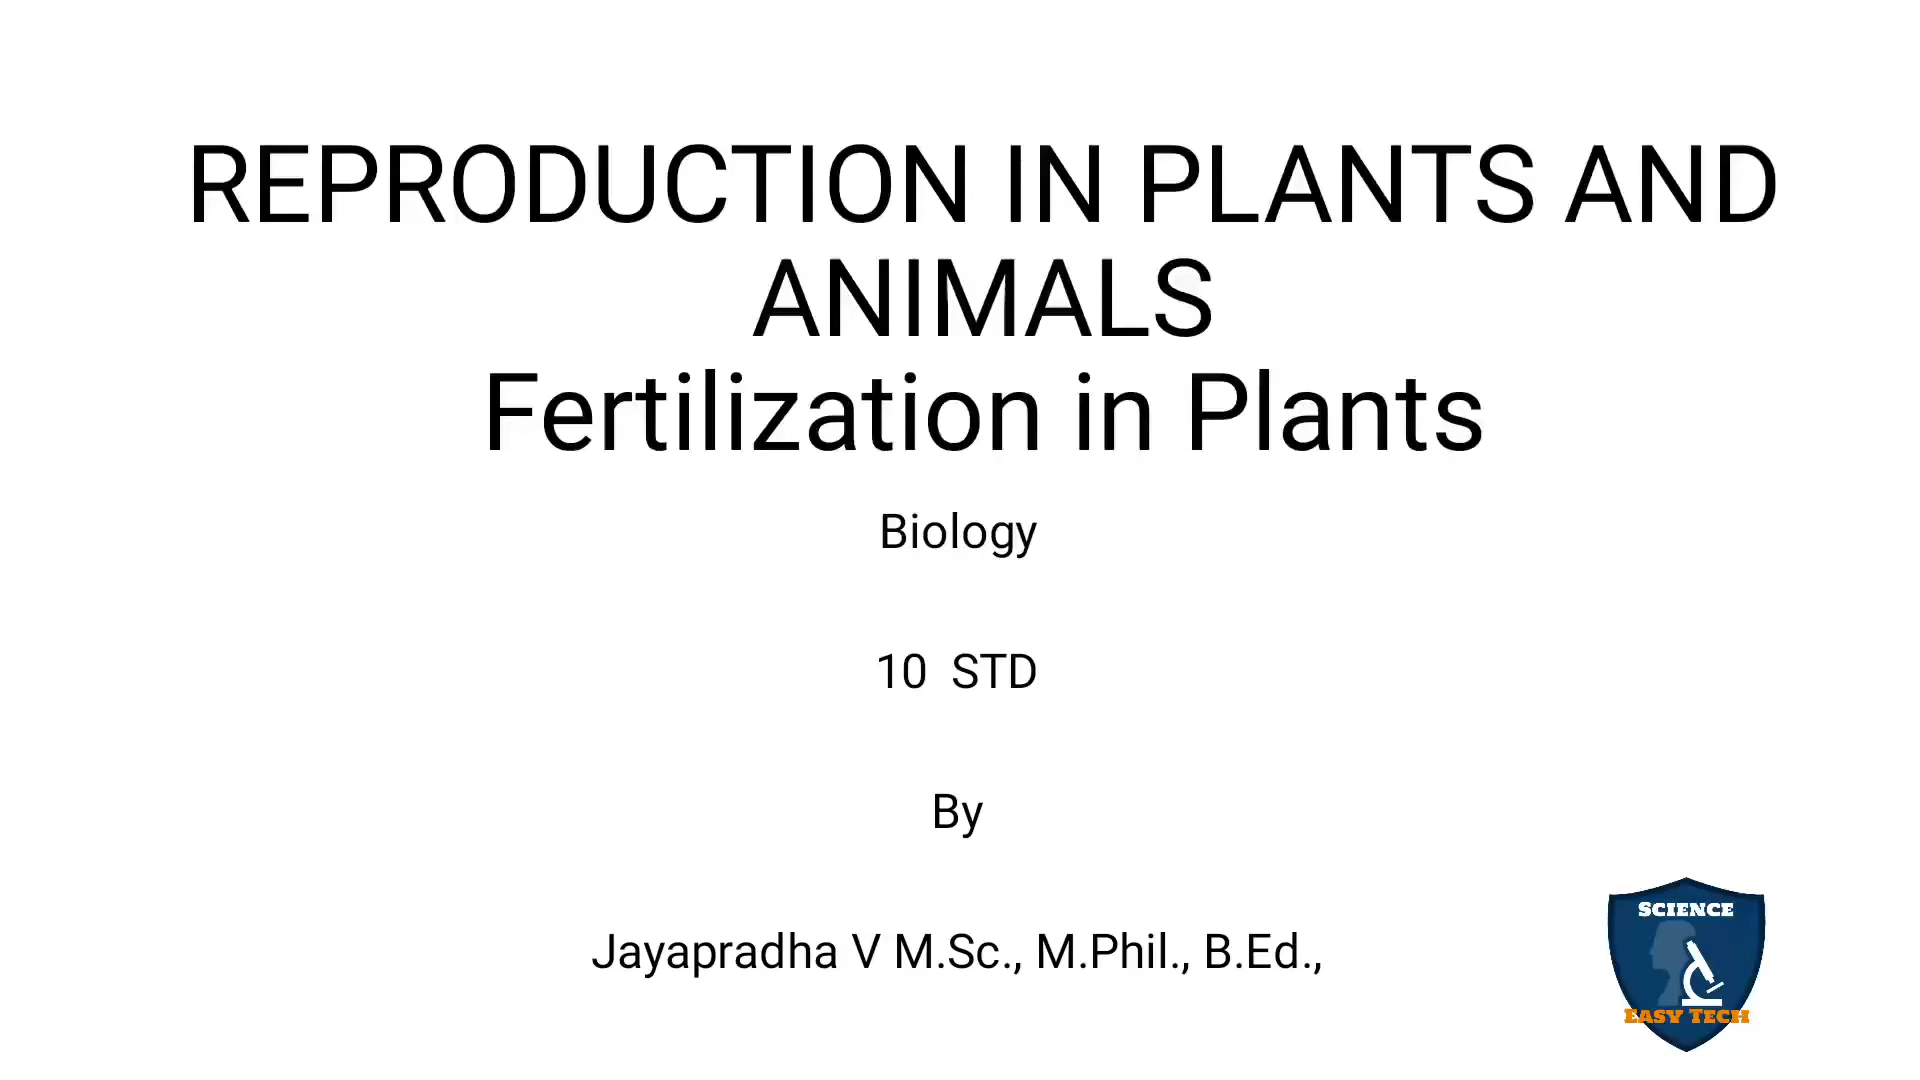 REPRODUCTION IN PLANTS AND
ANIMALS
Fertilization in Plants
Biology
10 STD
By
Jayapradha V M.Sc., M.Phil., B.Ed.,
SCIENCE
EASY TECH